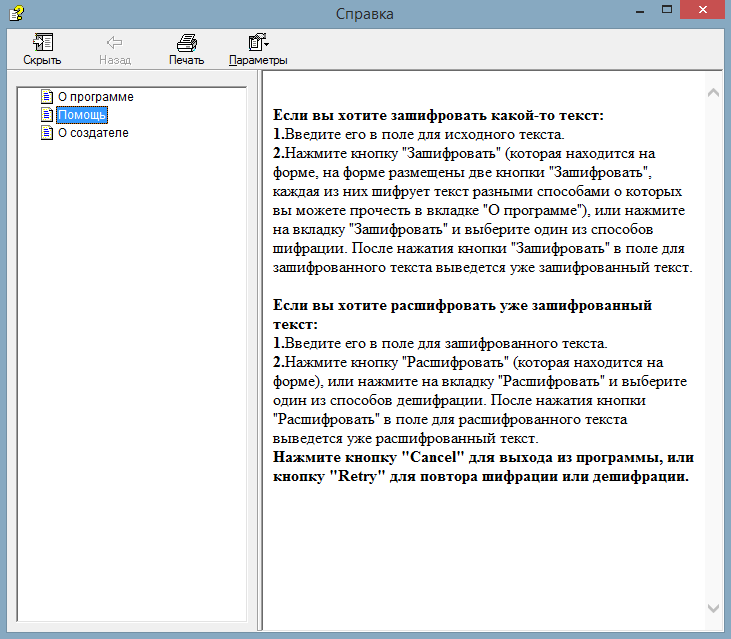 Справка
Скрыть
Назад
Печать
Параметры
О программе
Помощь
О создателе
Если вы хотите зашифровать какой-то текст:
1.Введите его в поле для исходного текста.
2.Нажмите кнопку "Зашифровать" (которая находится на
форме, на форме размещены две кнопки "Зашифровать",
каждая из них шифрует текст разными способами о которых
вы можете прочесть в вкладке "О программе"), или нажмите
на вкладку "Зашифровать" и выберите один из способов
шифрации. После нажатия кнопки "Зашифровать" в поле для
зашифрованного текста выведется уже зашифрованный текст.
Если вы хотите расшифровать уже зашифрованный
текст:
1.Введите его в поле для зашифрованного текста.
2.Нажмите кнопку "Расшифровать" (которая находится на
форме), или нажмите на вкладку "Расшифровать" и выберите
один из способов дешифрации. После нажатия кнопки
"Расшифровать" в поле для расшифрованного текста
выведется уже расшифрованный текст.
Нажмите кнопку "Cancel" для выхода из программы, или
кнопку "Retry" для повтора шифрации или дешифрации.